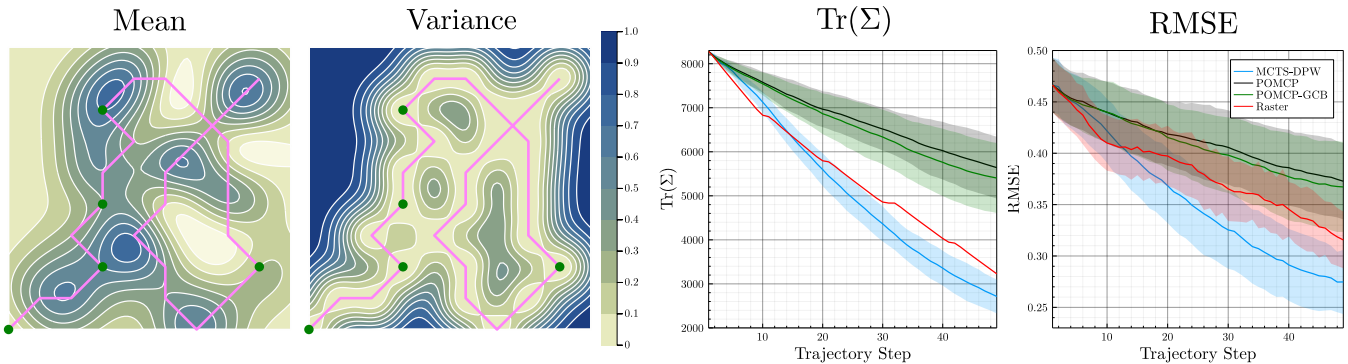 Mean
Variance
Tr(Σ)
RMSE
1.0
0.9
0.8
0.7
0.6
0.5
0.4
0.3
0.2
0.1
0
Tr(Σ)
8000
7000
6000
5000
4000
3000
2000
10
20
30
40
Trajectory Step
RMSE
0.50
0.45
0.40
0.35
0.30
0.25
10
20
30
40
Trajectory Step
MCTS-DPW
POMCP
POMCP-GCB
Raster